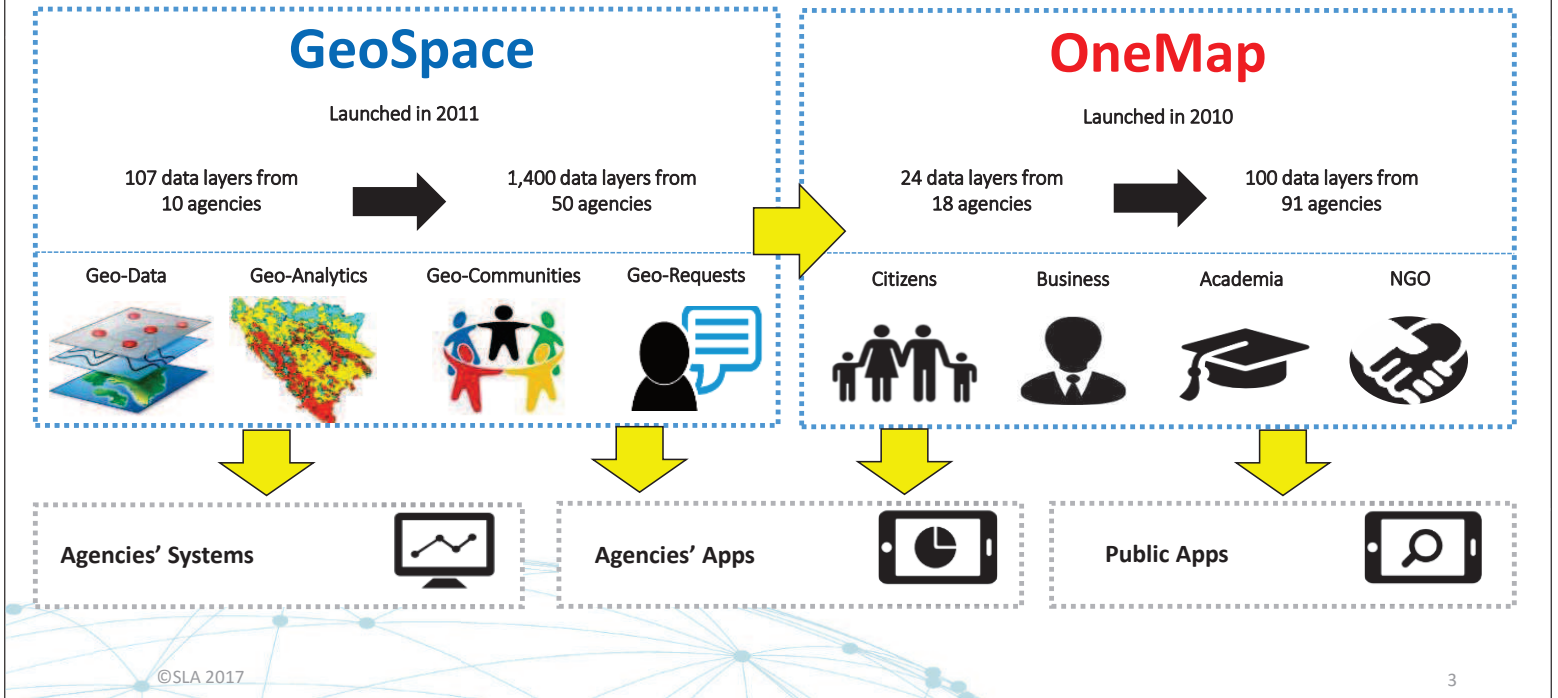 GeoSpace
Launched in 2011
107 data layers from
10 agencies
1,400 data layers from
50 agencies
Geo-Data
Geo-Analytics
Geo-Communities
Geo-Requests
OneMap
Launched in 2010
24 data layers from
18 agencies
100 data layers from
91 agencies
Citizens
Business
Academia
NGO
Agencies’ Systems
Agencies’ Apps
Public Apps
©SLA 2017
3